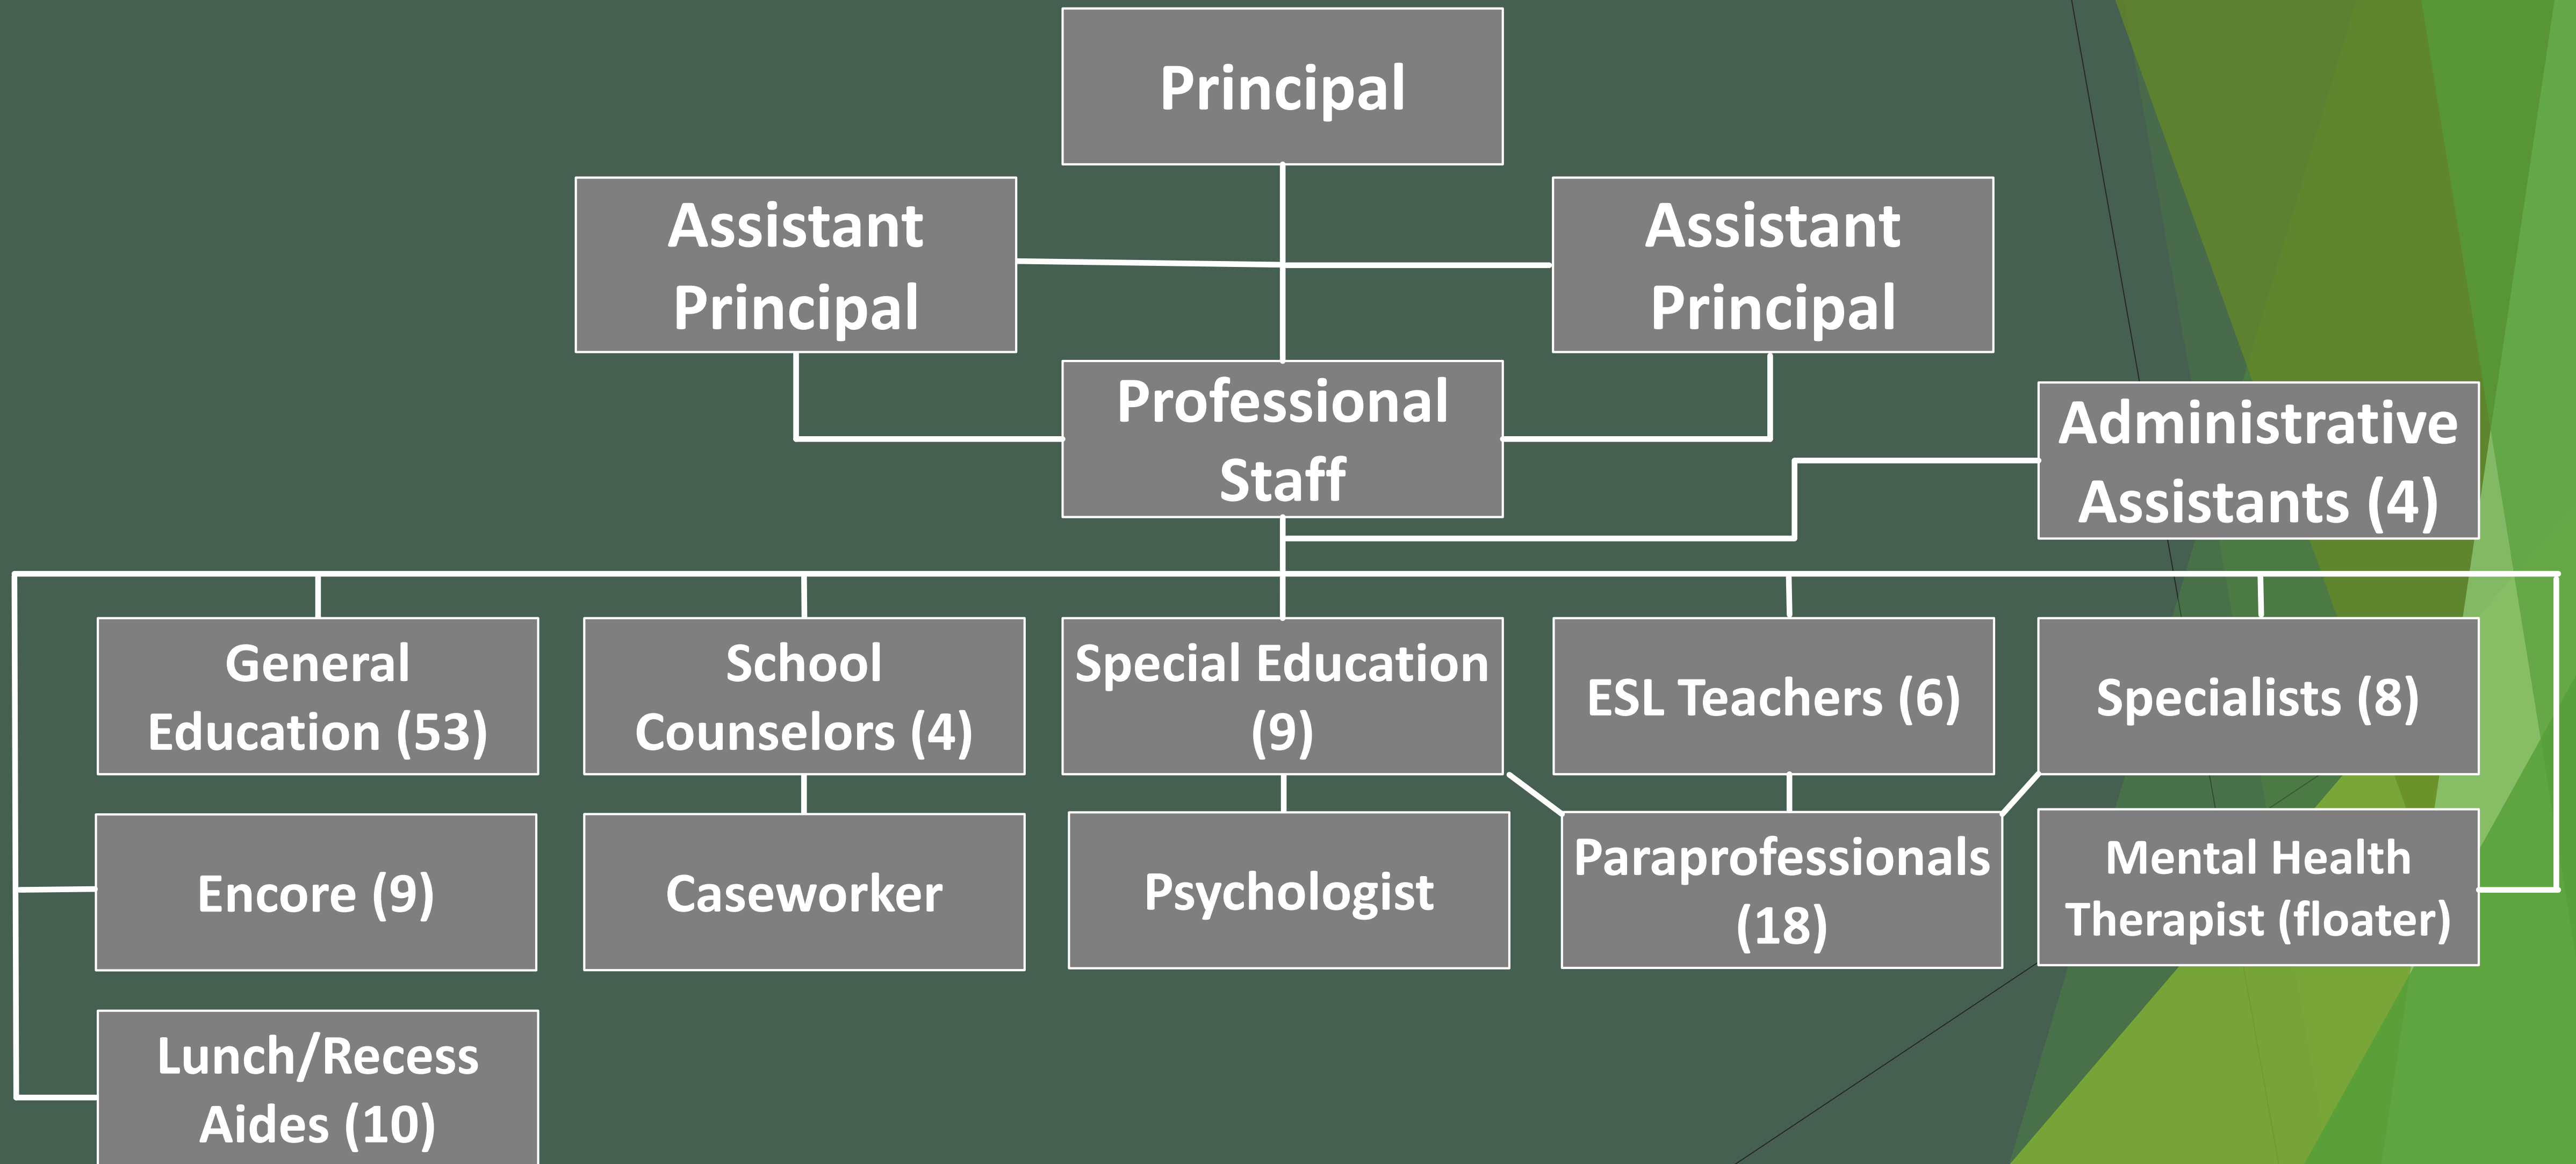 Principal
Assistant
Principal
Assistant
Principal
Professional
Staff
Administrative
Assistants (4)
General
Education (53)
School
Counselors (4)
Special Education
(9)
ESL Teachers (6)
Specialists (8)
Encore (9)
Caseworker
Psychologist
Paraprofessionals
(18)
Mental Health
Therapist (floater)
Lunch/Recess
Aides (10)